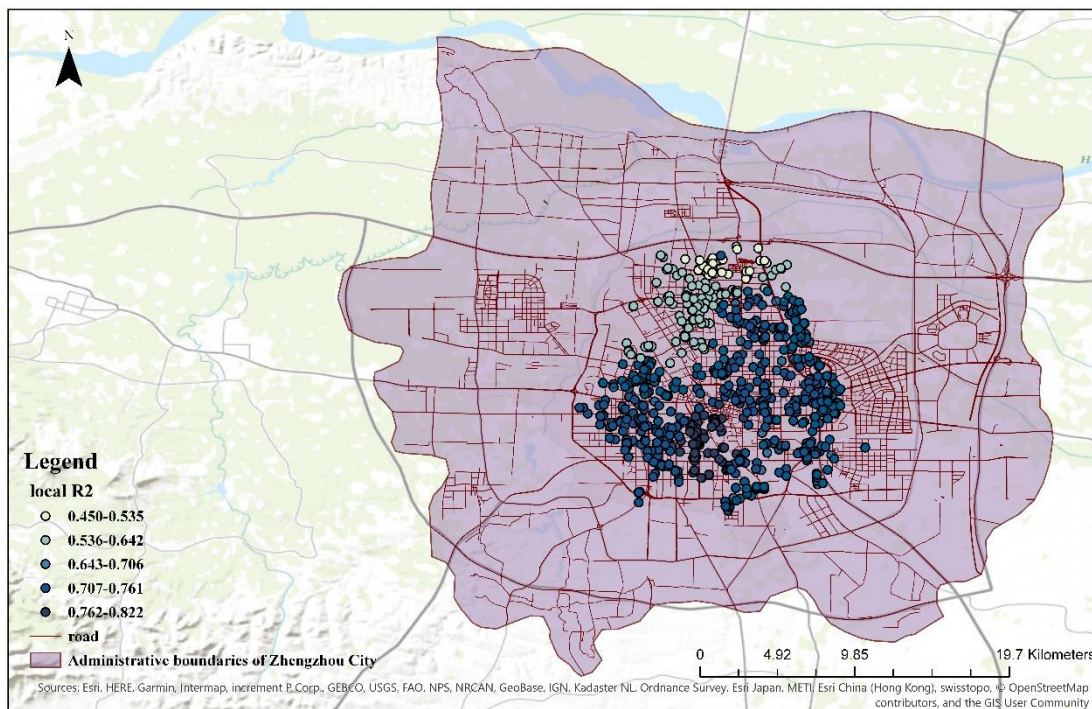 N
H
Legend
local R2
0.450-0.535
0.536-0.642
0.643-0.706
0.707-0.761
0.762-0.822
road
Administrative boundaries of Zhengzhou City
0 4.92 9.85 19.7 Kilometers
Sources: Esri, HERE, Garmin, Intermap, increment P Corp., GEBCO, USGS, FAO, NPS, NRCAN, GeoBase, IGN, Kadaster NL, Ordnance Survey, Esri Japan, METI, Esri China (Hong Kong), swisstopo, © OpenStreetMap
contributors, and the GIS User Community